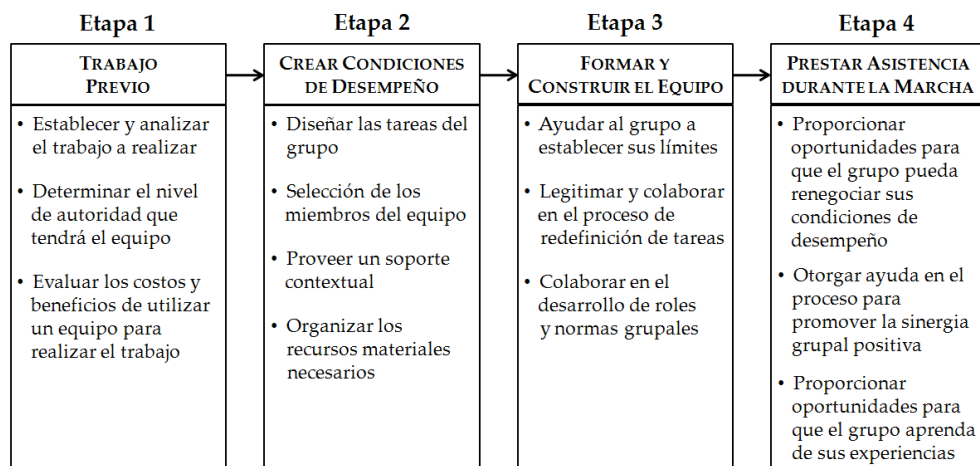 Etapa 1
TRABAJO
PREVIO
• Establecer y analizar
el trabajo a realizar
• Determinar el nivel
de autoridad que
tendrá el equipo
• Evaluar los costos y
beneficios de utilizar
un equipo para
realizar el trabajo
Etapa 2
CREAR CONDICIONES
DE DESEMPEÑO
• Diseñar las tareas del
grupo
• Selección de los
miembros del equipo
• Proveer un soporte
contextual
• Organizar los
recursos materiales
necesarios
Etapa 3
FORMAR Y
CONSTRUIR EL EQUIPO
• Ayudar al grupo a
establecer sus límites
• Legitimar y colaborar
en el proceso de
redefinición de tareas
• Colaborar en el
desarrollo de roles
y normas grupales
Etapa 4
PRESTAR ASISTENCIA
DURANTE LA MARCHA
• Proporcionar
oportunidades para
que el grupo pueda
renegociar sus
condiciones de
desempeño
• Otorgar ayuda en el
proceso para
promover la sinergia
grupal positiva
• Proporcionar
oportunidades para
que el grupo aprenda
de sus experiencias